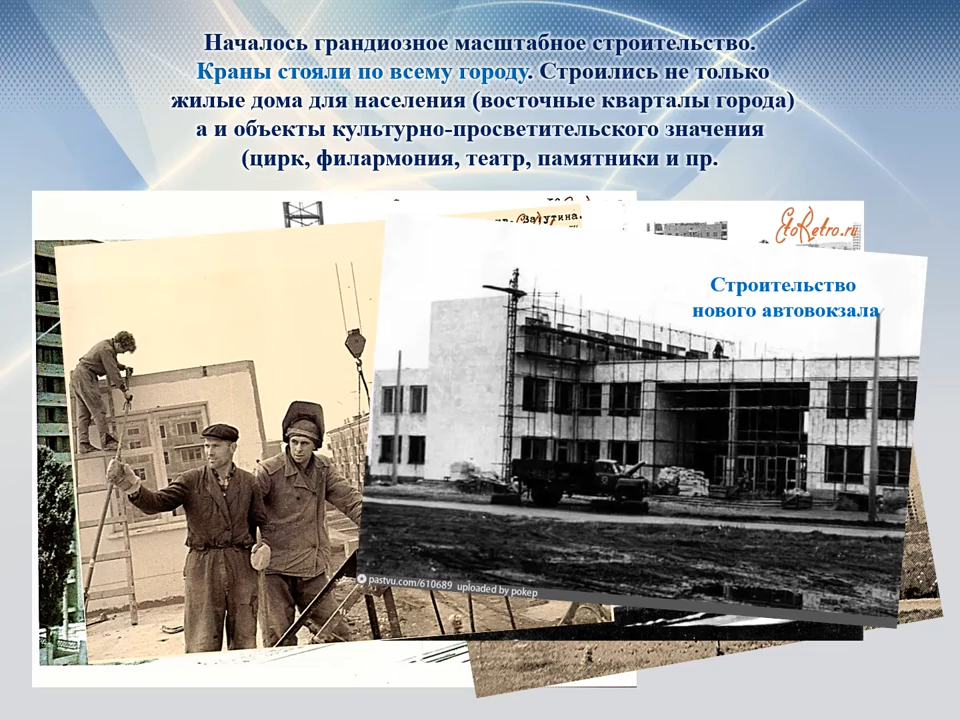 Началось грандиозное масштабное строительство.
Краны стояли по всему городу. Строились не только
жилые дома для населения (восточные кварталы города)
а и объекты культурно-просветительского значения
(цирк, филармония, театр, памятники и пр.
EtoRetro.ru
Строительство
нового автовокзала
pastvu.com/610689 uploaded by pokep